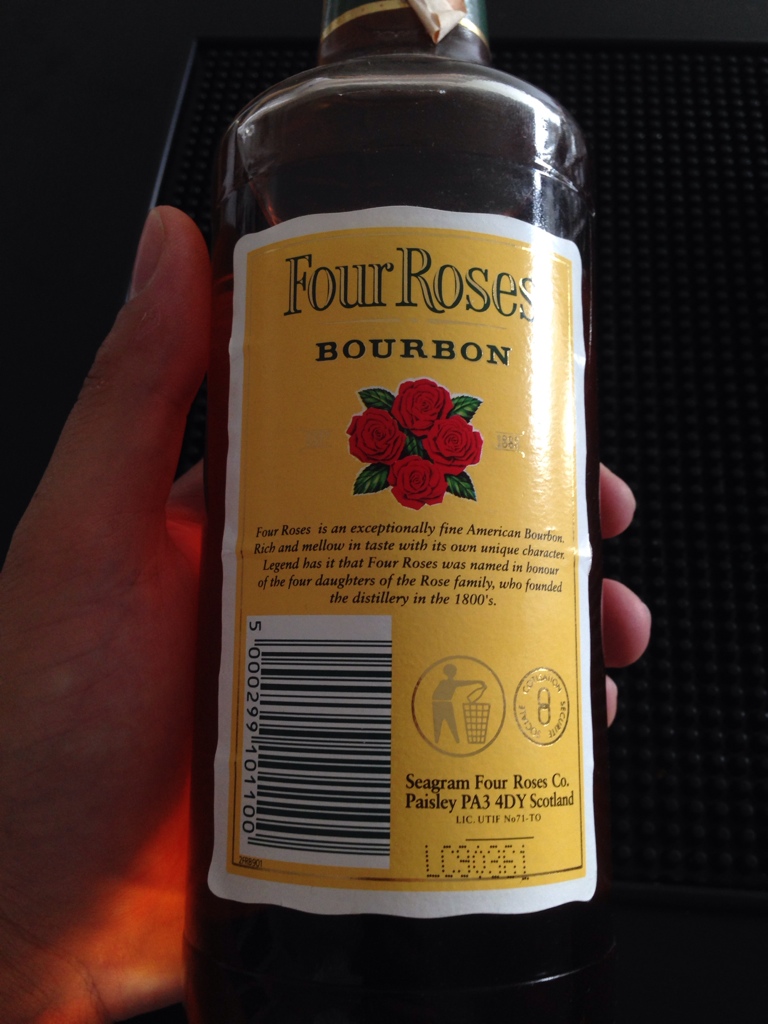 Four Roses
BOURBON
Four Roses is an exceptionally fine American Bourbon.
Rich and mellow in taste with its own unique character.
Legend has it that Four Roses was named in honour
of the four daughters of the Rose family, who founded
the distillery in the 1800's.
5 000299 101100
COTISATION SECURITE SOCIALE
Seagram Four Roses Co.
Paisley PA3 4DY Scotland
LIC. UTIF No71-TO